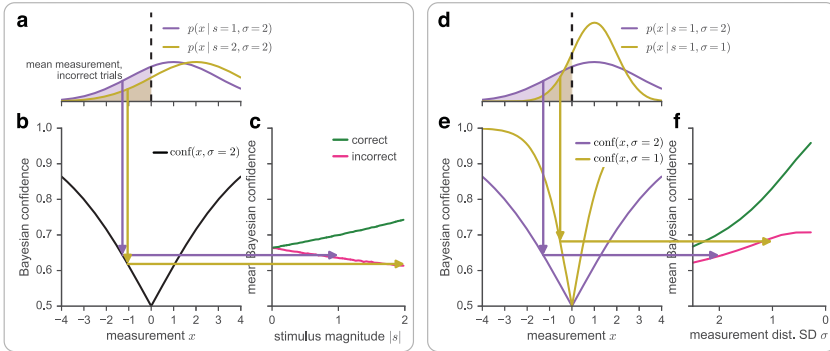 a
p(x | s = 1, σ = 2)
p(x | s = 2, σ = 2)
mean measurement,
incorrect trials
b
1.0
0.9
0.8
0.7
0.6
0.5
Bayesian confidence
conf(x, σ = 2)
−4 −3 −2 −1 0 1 2 3 4
measurement x
c
correct
incorrect
mean Bayesian confidence
0 1 2
stimulus magnitude |s|
d
p(x | s = 1, σ = 2)
p(x | s = 1, σ = 1)
e
1.0
0.9
0.8
0.7
0.6
0.5
Bayesian confidence
conf(x, σ = 2)
conf(x, σ = 1)
−4 −3 −2 −1 0 1 2 3 4
measurement x
f
mean Bayesian confidence
2 1 0
measurement dist. SD σ